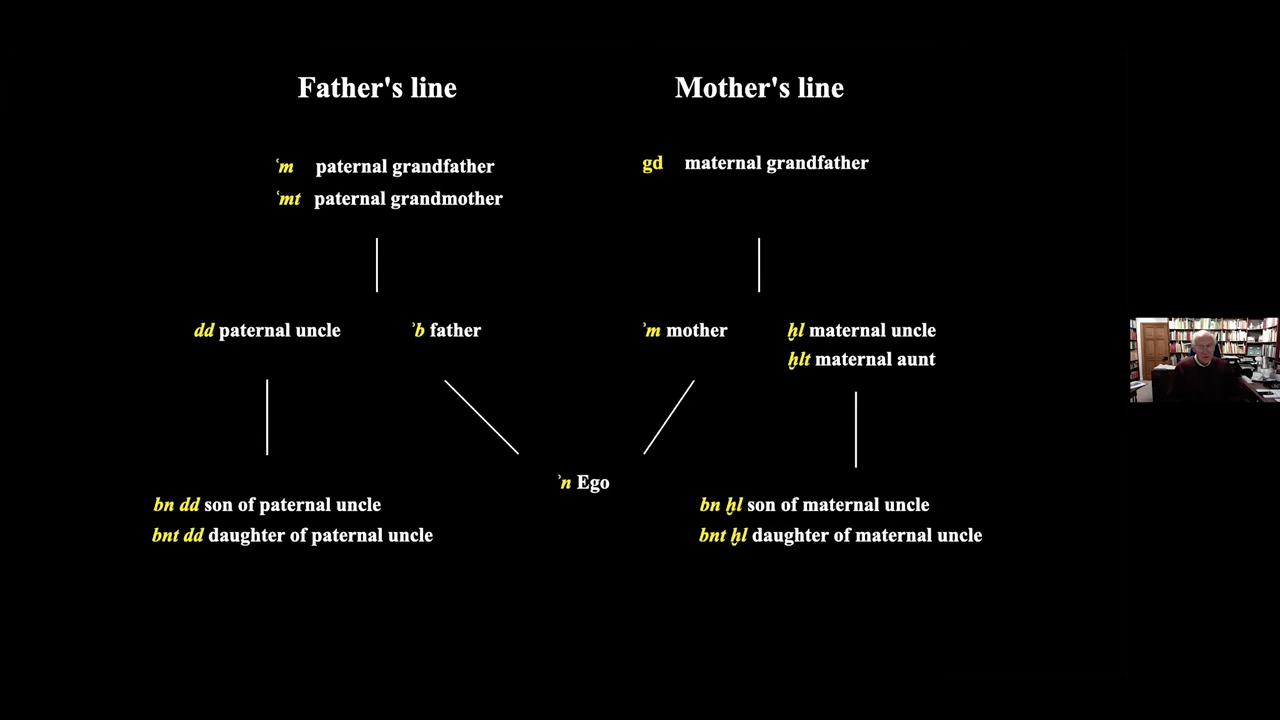 Father's line
Mother's line
ʿm paternal grandfather
ʿmt paternal grandmother
gd maternal grandfather
dd paternal uncle
ʾb father
ʾm mother
ḫl maternal uncle
ḫlt maternal aunt
ʾn Ego
bn dd son of paternal uncle
bnt dd daughter of paternal uncle
bn ḫl son of maternal uncle
bnt ḫl daughter of maternal uncle